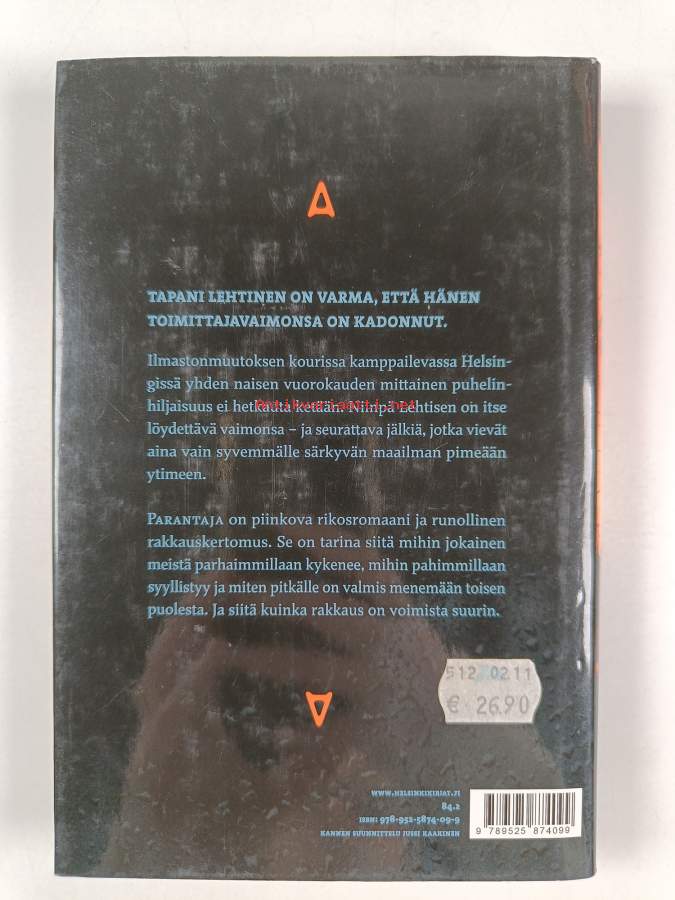 TAPANI LEHTINEN ON VARMA, ETTÄ HÄNEN
TOIMITTAJAVAIMONSA ON KADONNUT.
Ilmastonmuutoksen kourissa kamppailevassa Helsin-
gissä yhden naisen vuorokauden mittainen puhelin-
hiljaisuus ei hetkauta ketään. Niinpä Lehtisen on itse
Antikvariaatti.net
löydettävä vaimonsa – ja seurattava jälkiä, jotka vievät
aina vain syvemmälle särkyvän maailman pimeään
ytimeen.
PARANTAJA on piinkova rikosromaani ja runollinen
rakkauskertomus. Se on tarina siitä mihin jokainen
meistä parhaimmillaan kykenee, mihin pahimmillaan
syyllistyy ja miten pitkälle on valmis menemään toisen
puolesta. Ja siitä kuinka rakkaus on voimista suurin.
512 02.11
€ 26.90
WWW.HELSINKIKIRJAT.FI
84.2
ISBN: 978-952-5874-09-9
KANNEN SUUNNITTELU JUSSI KAAKINEN
9 789525 874099